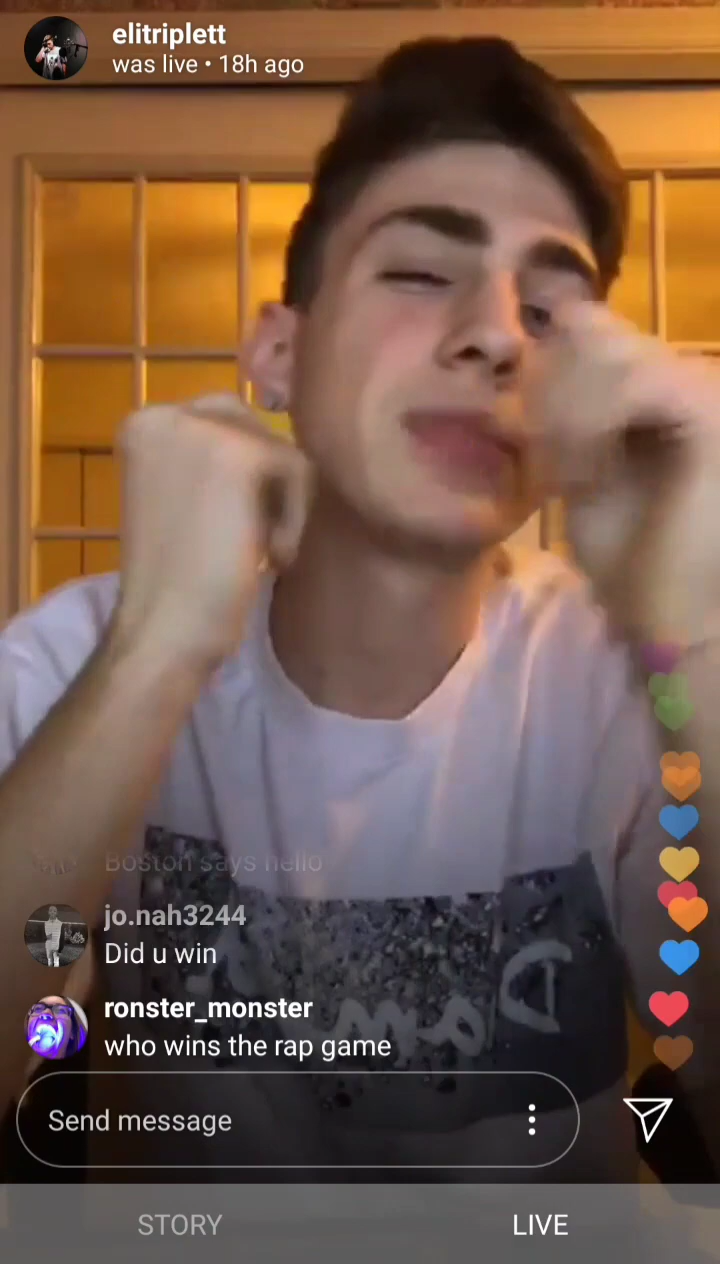 elitriplett
was live • 18h ago
Boston says hello
jo.nah3244
Did u win
ronster_monster
who wins the rap game
Send message
STORY
LIVE